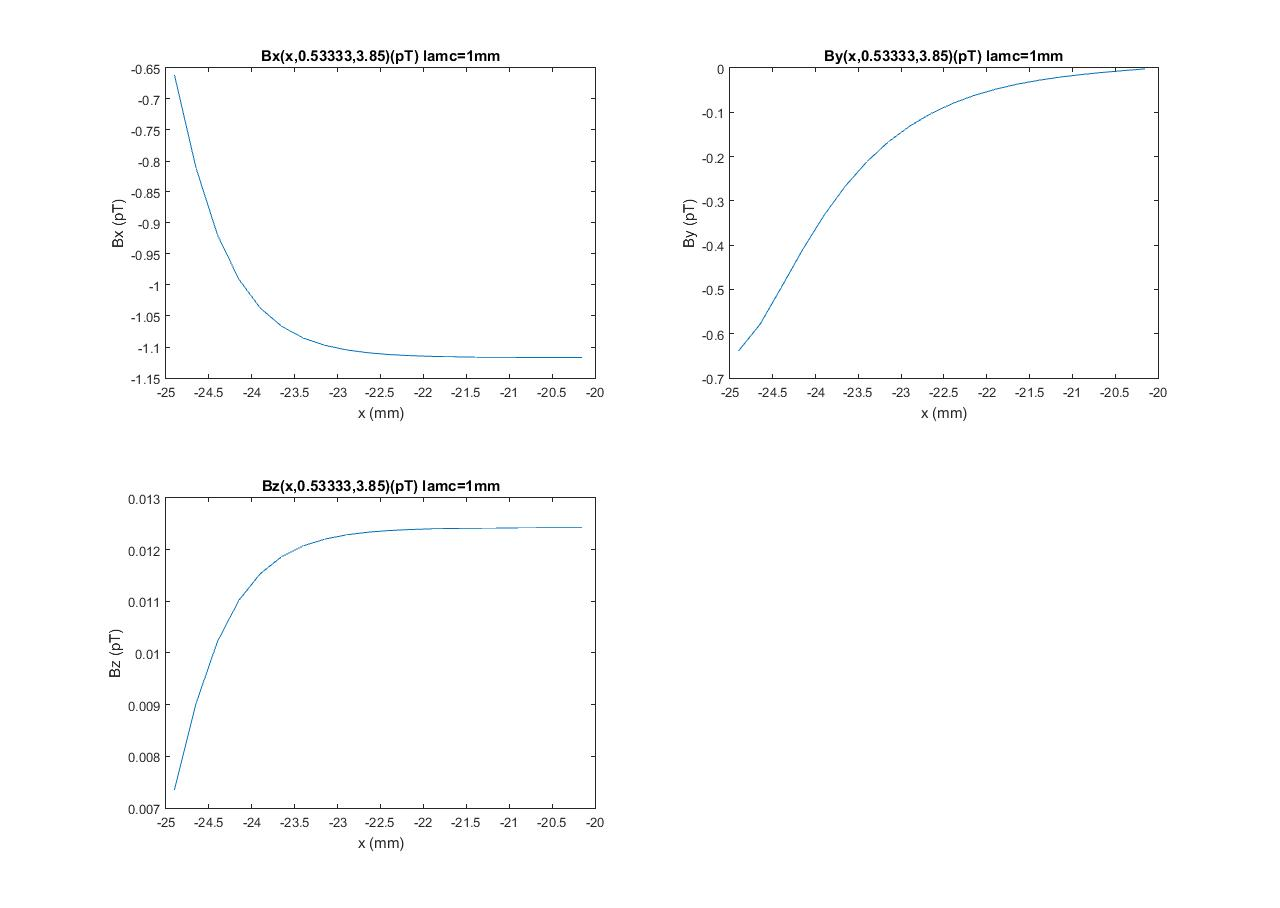 Bx(x,0.53333,3.85)(pT) lamc=1mm
-0.65
-0.7
-0.75
-0.8
-0.85
-0.9
-0.95
-1
-1.05
-1.1
-1.15
Bx (pT)
-25 -24.5 -24 -23.5 -23 -22.5 -22 -21.5 -21 -20.5 -20
x (mm)
By(x,0.53333,3.85)(pT) lamc=1mm
0
-0.1
-0.2
-0.3
-0.4
-0.5
-0.6
-0.7
By (pT)
-25 -24.5 -24 -23.5 -23 -22.5 -22 -21.5 -21 -20.5 -20
x (mm)
Bz(x,0.53333,3.85)(pT) lamc=1mm
0.013
0.012
0.011
0.01
0.009
0.008
0.007
Bz (pT)
-25 -24.5 -24 -23.5 -23 -22.5 -22 -21.5 -21 -20.5 -20
x (mm)